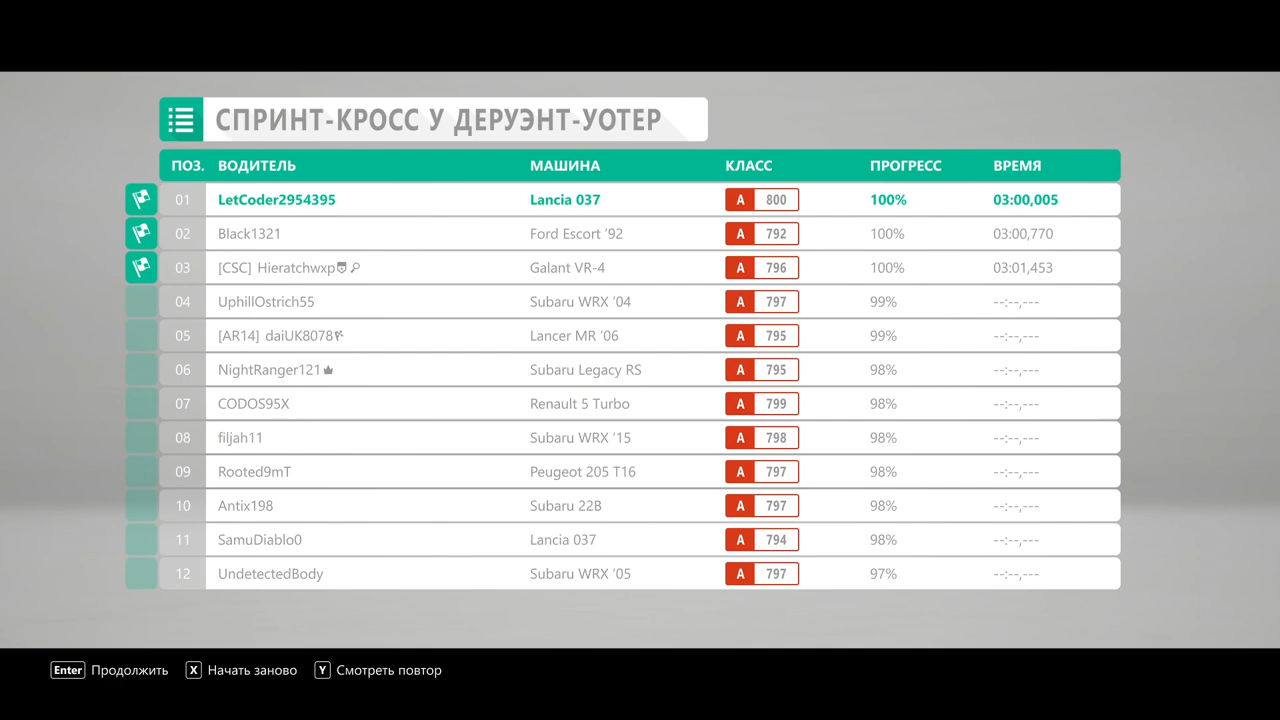 СПРИНТ-КРОСС У ДЕРУЭНТ-УОТЕР
ПОЗ. ВОДИТЕЛЬ МАШИНА КЛАСС ПРОГРЕСС ВРЕМЯ
01 LetCoder2954395 Lancia 037 A 800 100% 03:00,005
02 Black1321 Ford Escort '92 A 792 100% 03:00,770
03 [CSC] Hieratchwxp Galant VR-4 A 796 100% 03:01,453
04 UphillOstrich55 Subaru WRX '04 A 797 99% --:--,---
05 [AR14] daiUK8078 Lancer MR '06 A 795 99% --:--,---
06 NightRanger121 Subaru Legacy RS A 795 98% --:--,---
07 CODOS95X Renault 5 Turbo A 799 98% --:--,---
08 filjah11 Subaru WRX '15 A 798 98% --:--,---
09 Rooted9mT Peugeot 205 T16 A 797 98% --:--,---
10 Antix198 Subaru 22B A 797 98% --:--,---
11 SamuDiablo0 Lancia 037 A 794 98% --:--,---
12 UndetectedBody Subaru WRX '05 A 797 97% --:--,---
Enter Продолжить X Начать заново Y Смотреть повтор